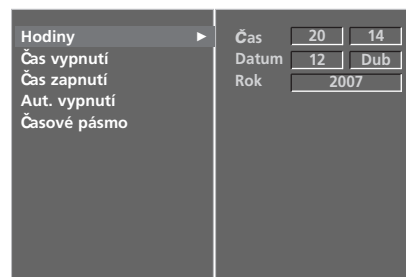 Hodiny ►
Čas vypnutí
Čas zapnutí
Aut. vypnutí
Časové pásmo
Čas 20 14
Datum 12 Dub
Rok 2007